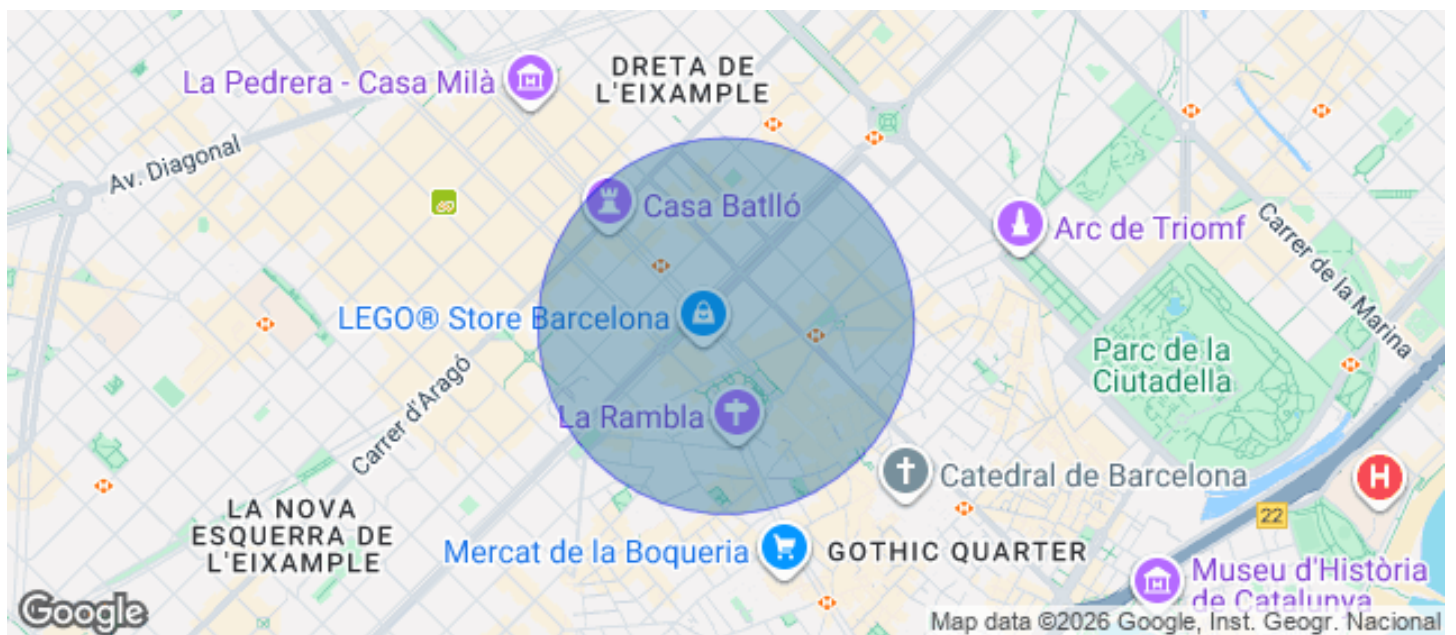 DRETA DE
L'EIXAMPLE
La Pedrera - Casa Milà
Av. Diagonal
Casa Batlló
Arc de Triomf
Carrer de la Marina
LEGO® Store Barcelona
Parc de la
Ciutadella
Carrer d'Aragó
La Rambla
Catedral de Barcelona
H
22
LA NOVA
ESQUERRA DE
L'EIXAMPLE
Mercat de la Boqueria
GOTHIC QUARTER
Museu d'Història
de Catalunya
Google
Map data ©2026 Google, Inst. Geogr. Nacional